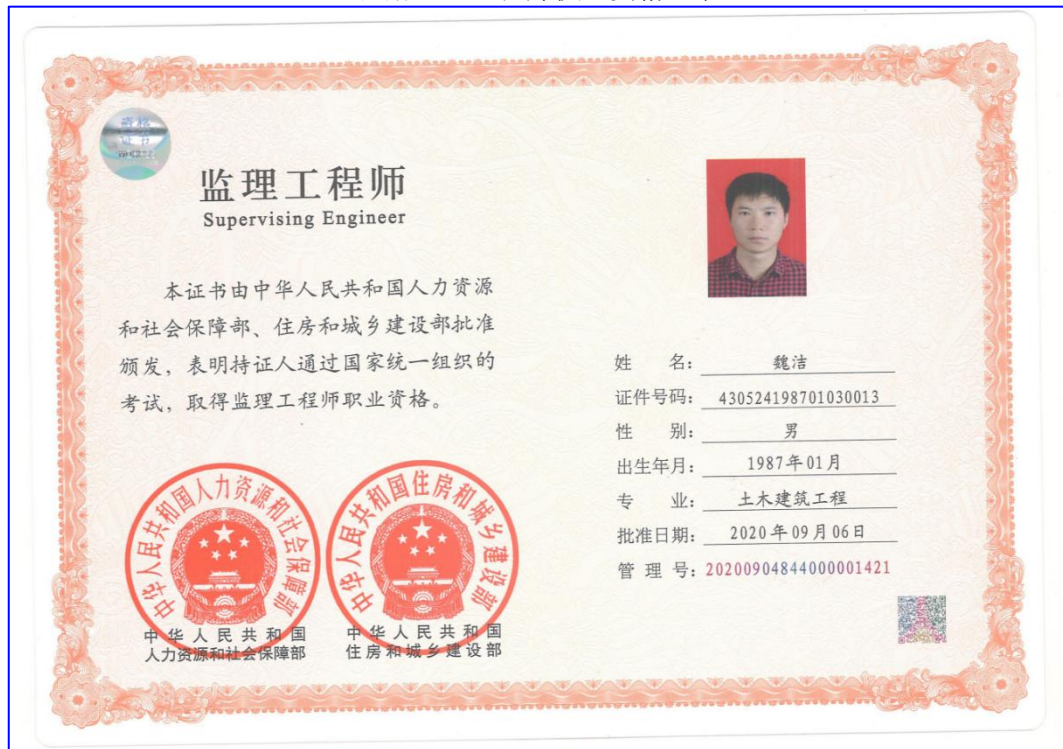 资格
证书
监理工程师
Supervising Engineer
本证书由中华人民共和国人力资源
和社会保障部、住房和城乡建设部批准
颁发，表明持证人通过国家统一组织的
考试，取得监理工程师职业资格。
姓 名：魏洁
证件号码：430524198701030013
性 别：男
出生年月：1987年01月
专 业：土木建筑工程
批准日期：2020年09月06日
管 理 号：20200904844000001421
中华人民共和国人力资源和社会保障部
中华人民共和国住房和城乡建设部
中华人民共和国
人力资源和社会保障部
中华人民共和国
住房和城乡建设部